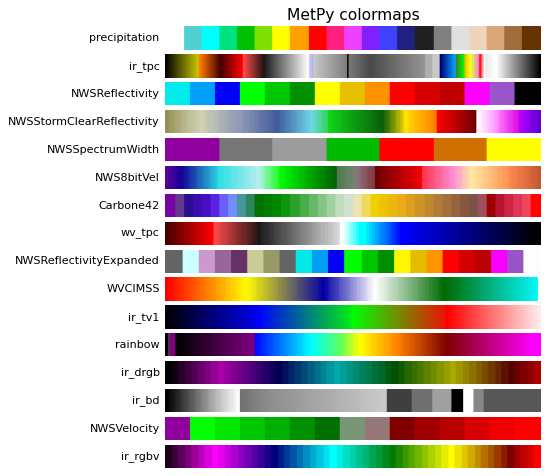 MetPy colormaps
precipitation
ir_tpc
NWSReflectivity
NWSStormClearReflectivity
NWSSpectrumWidth
NWS8bitVel
Carbone42
wv_tpc
NWSReflectivityExpanded
WVCIMSS
ir_tv1
rainbow
ir_drgb
ir_bd
NWSVelocity
ir_rgbv